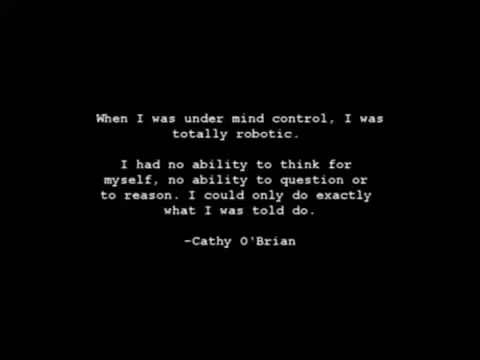 When I was under mind control, I was
totally robotic.
I had no ability to think for
myself, no ability to question or
to reason. I could only do exactly
what I was told do.
-Cathy O'Brian